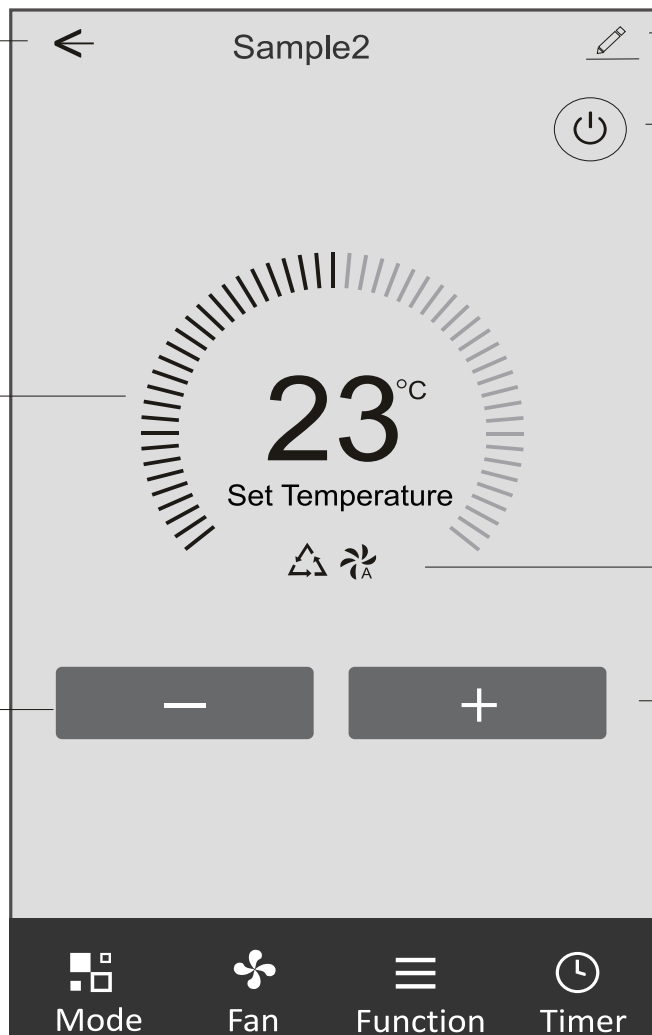 Sample2
23°C
Set Temperature
A
— +
Mode Fan Function Timer